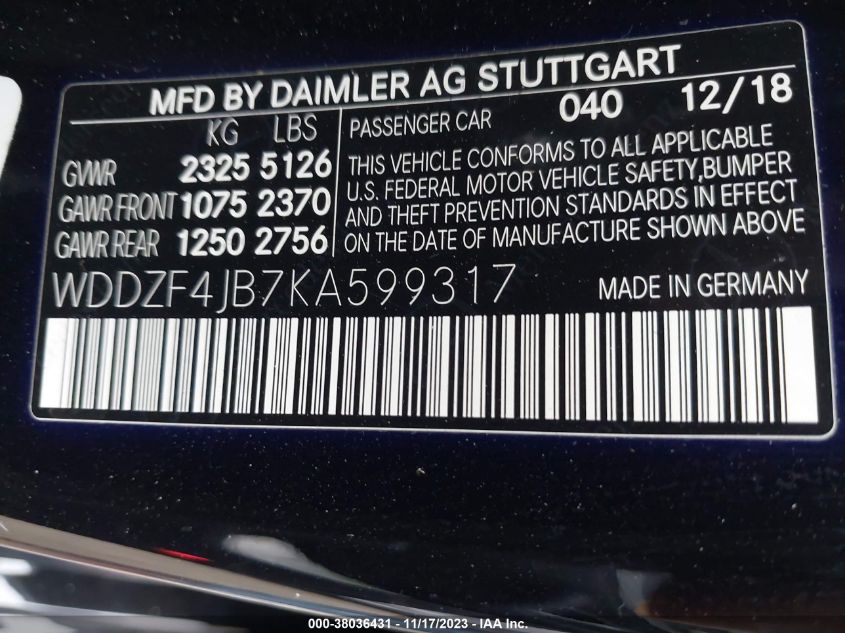 MFD BY DAIMLER AG STUTTGART
KG LBS
GVWR 2325 5126
GAWR FRONT 1075 2370
GAWR REAR 1250 2756
PASSENGER CAR 040 12/18
THIS VEHICLE CONFORMS TO ALL APPLICABLE
U.S. FEDERAL MOTOR VEHICLE SAFETY,BUMPER
AND THEFT PREVENTION STANDARDS IN EFFECT
ON THE DATE OF MANUFACTURE SHOWN ABOVE
WDDZF4JB7KA599317 MADE IN GERMANY
000-38036431 - 11/17/2023 - IAA Inc.